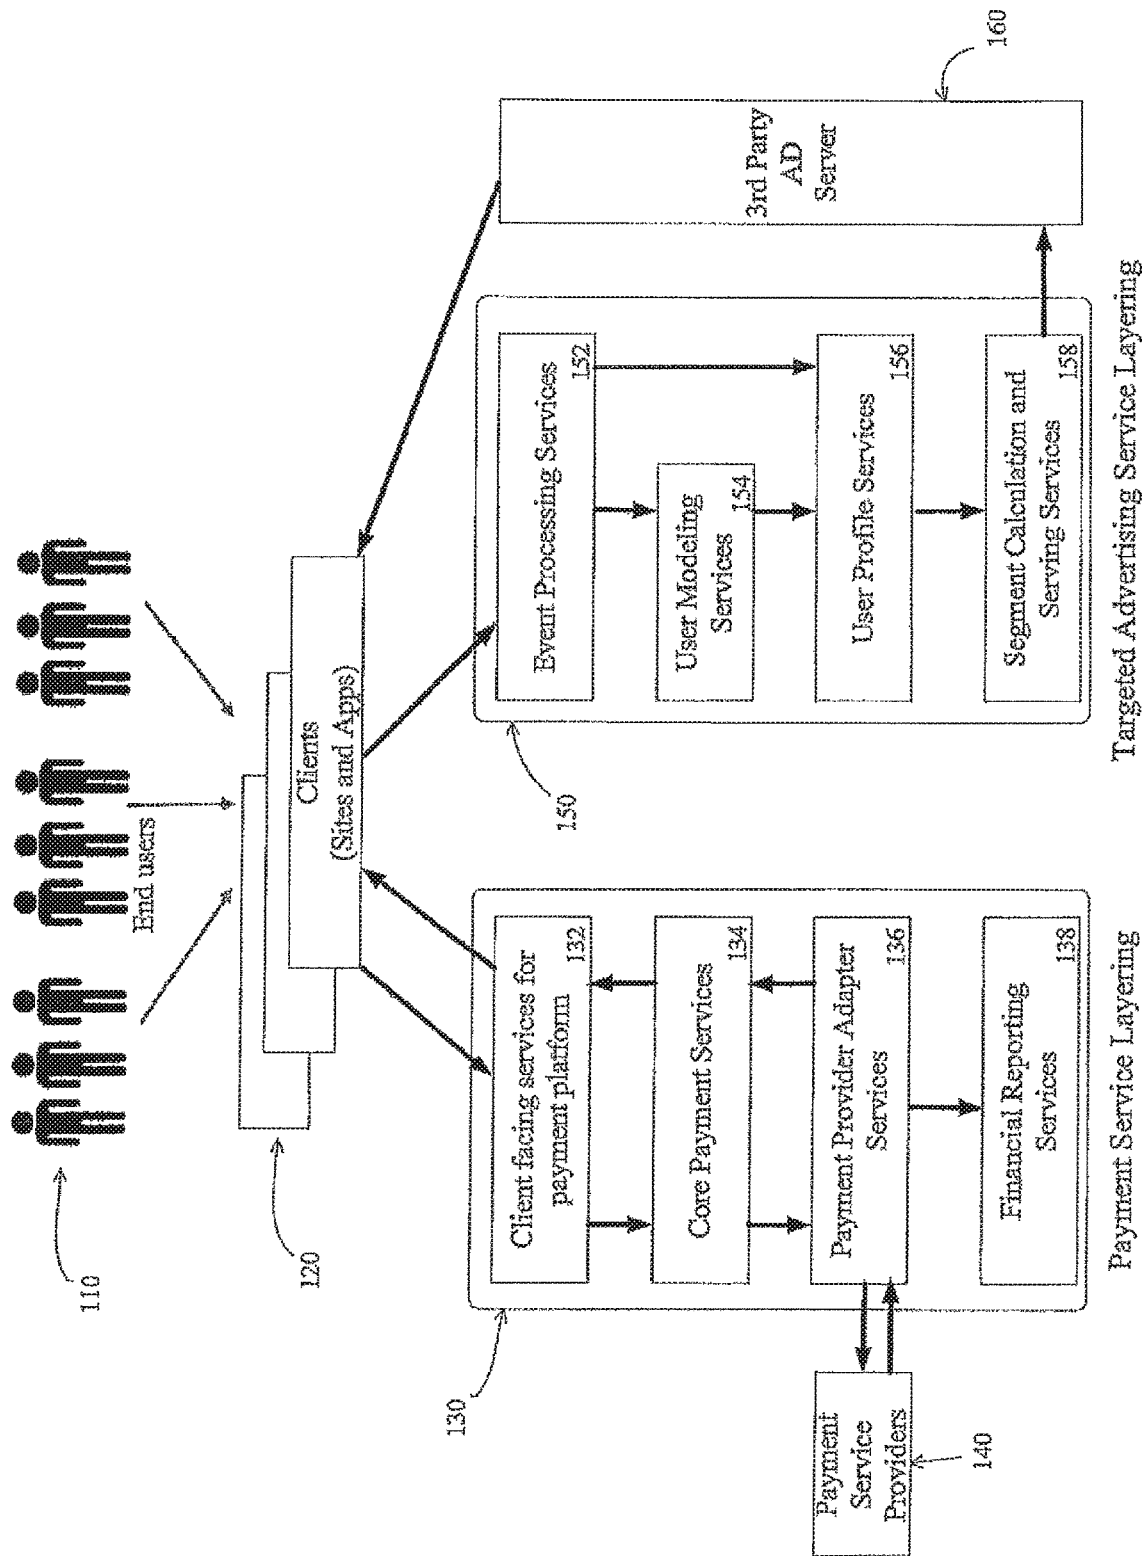 110
End users
120
Clients
(Sites and Apps)
130
Client facing services for
payment platform
132
Core Payment Services
134
Payment Provider Adapter
Services
136
Financial Reporting
Services
138
Payment
Service
Providers
140
Payment Service Layering
150
Event Processing Services
152
User Modeling
Services
154
User Profile Services
156
Segment Calculation and
Serving Services
158
Targeted Advertising Service Layering
3rd Party
AD
Server
160